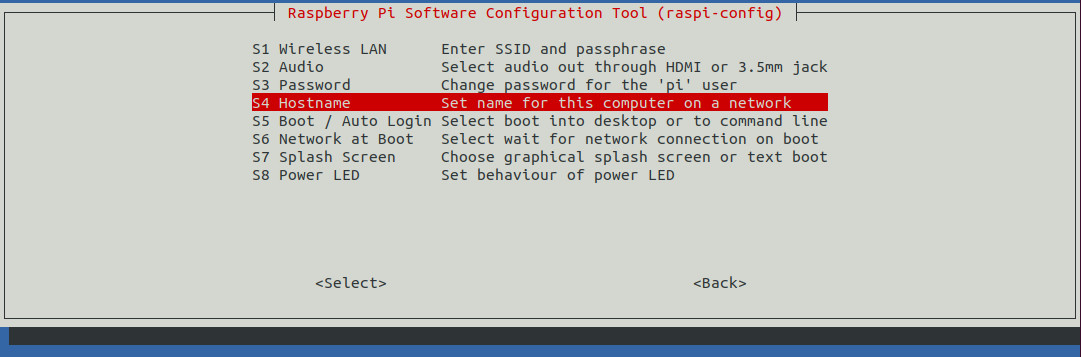 Raspberry Pi Software Configuration Tool (raspi-config)
S1 Wireless LAN Enter SSID and passphrase
S2 Audio Select audio out through HDMI or 3.5mm jack
S3 Password Change password for the 'pi' user
S4 Hostname Set name for this computer on a network
S5 Boot / Auto Login Select boot into desktop or to command line
S6 Network at Boot Select wait for network connection on boot
S7 Splash Screen Choose graphical splash screen or text boot
S8 Power LED Set behaviour of power LED
<Select> <Back>